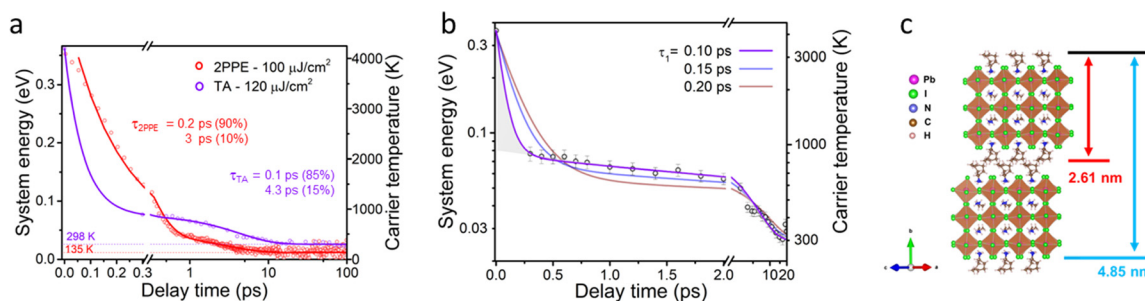 a
System energy (eV)
0.3
0.2
0.1
0.0
2PPE - 100 μJ/cm²
TA - 120 μJ/cm²
τ2PPE = 0.2 ps (90%)
3 ps (10%)
τTA = 0.1 ps (85%)
4.3 ps (15%)
298 K
135 K
4000
3000
2000
1000
0
Carrier temperature (K)
0.0 0.1 0.2 0.3 1 10 100
Delay time (ps)
b
System energy (eV)
0.3
0.1
0.03
τ1= 0.10 ps
0.15 ps
0.20 ps
3000
1000
300
Carrier temperature (K)
0.0 0.5 1.0 1.5 2.0 10 20
Delay time (ps)
c
Pb
I
N
C
H
2.61 nm
4.85 nm
b
c
a